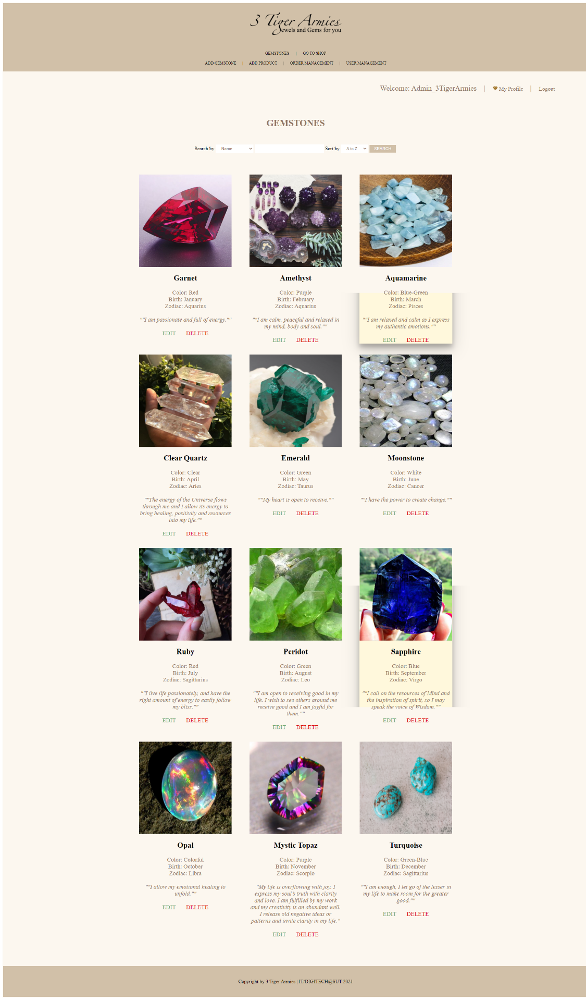 3 Tiger Armies
Jewels and Gems for you
GEMSTONES | GO TO SHOP
ADD GEMSTONE | ADD PRODUCT | ORDER MANAGEMENT | USER MANAGEMENT
Welcome: Admin_3TigerArmies | My Profile | Logout
GEMSTONES
Search by Name Sort by A to Z SEARCH
Garnet
Color: Red
Birth: January
Zodiac: Aquarius
""I am passionate and full of energy.""
EDIT DELETE
Amethyst
Color: Purple
Birth: February
Zodiac: Aquarius
""I am calm, peaceful and relaxed in
my mind, body and soul.""
EDIT DELETE
Aquamarine
Color: Blue-Green
Birth: March
Zodiac: Pisces
""I am relaxed and calm as I express
my authentic emotions.""
EDIT DELETE
Clear Quartz
Color: Clear
Birth: April
Zodiac: Aries
""The energy of the Universe flows
through me and I allow its energy to
bring healing, positivity and resources
into my life.""
EDIT DELETE
Emerald
Color: Green
Birth: May
Zodiac: Taurus
""My heart is open to receive.""
EDIT DELETE
Moonstone
Color: White
Birth: June
Zodiac: Cancer
""I have the power to create change.""
EDIT DELETE
Ruby
Color: Red
Birth: July
Zodiac: Sagittarius
""I live life passionately, and have the
right amount of energy to easily follow
my bliss.""
EDIT DELETE
Peridot
Color: Green
Birth: August
Zodiac: Leo
""I am open to receiving good in my
life. I wish to see others around me
receive good and I am joyful for
them.""
EDIT DELETE
Sapphire
Color: Blue
Birth: September
Zodiac: Virgo
""I call on the resources of Mind and
the inspiration of spirit, so I may
speak the voice of Wisdom.""
EDIT DELETE
Opal
Color: Colorful
Birth: October
Zodiac: Libra
""I allow my emotional healing to
unfold.""
EDIT DELETE
Mystic Topaz
Color: Purple
Birth: November
Zodiac: Scorpio
"My life is overflowing with joy. I
express my soul's truth with clarity
and love. I am fulfilled by my work
and my creativity is an abundant well.
I release old negative ideas or
patterns and invite clarity in my life."
EDIT DELETE
Turquoise
Color: Green-Blue
Birth: December
Zodiac: Sagittarius
""I am enough, I let go of the lesser in
my life to make room for the greater
good.""
EDIT DELETE
Copyright by 3 Tiger Armies | IT/DIGITECH@SUT 2021